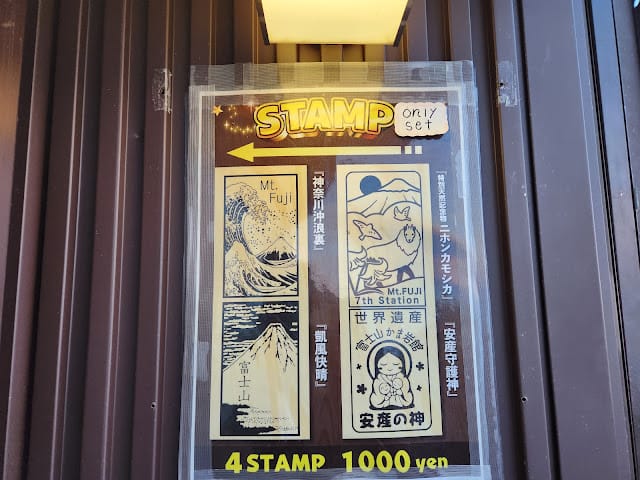 STAMP
only
set
Mt.
Fuji
『神奈川沖浪裏』
富士山
『凱風快晴』
『特別天然記念物 ニホンカモシカ』
Mt.FUJI
7th Station
世界遺産
富士山かま岩館
安産の神
『安産守護神』
4 STAMP 1000 yen